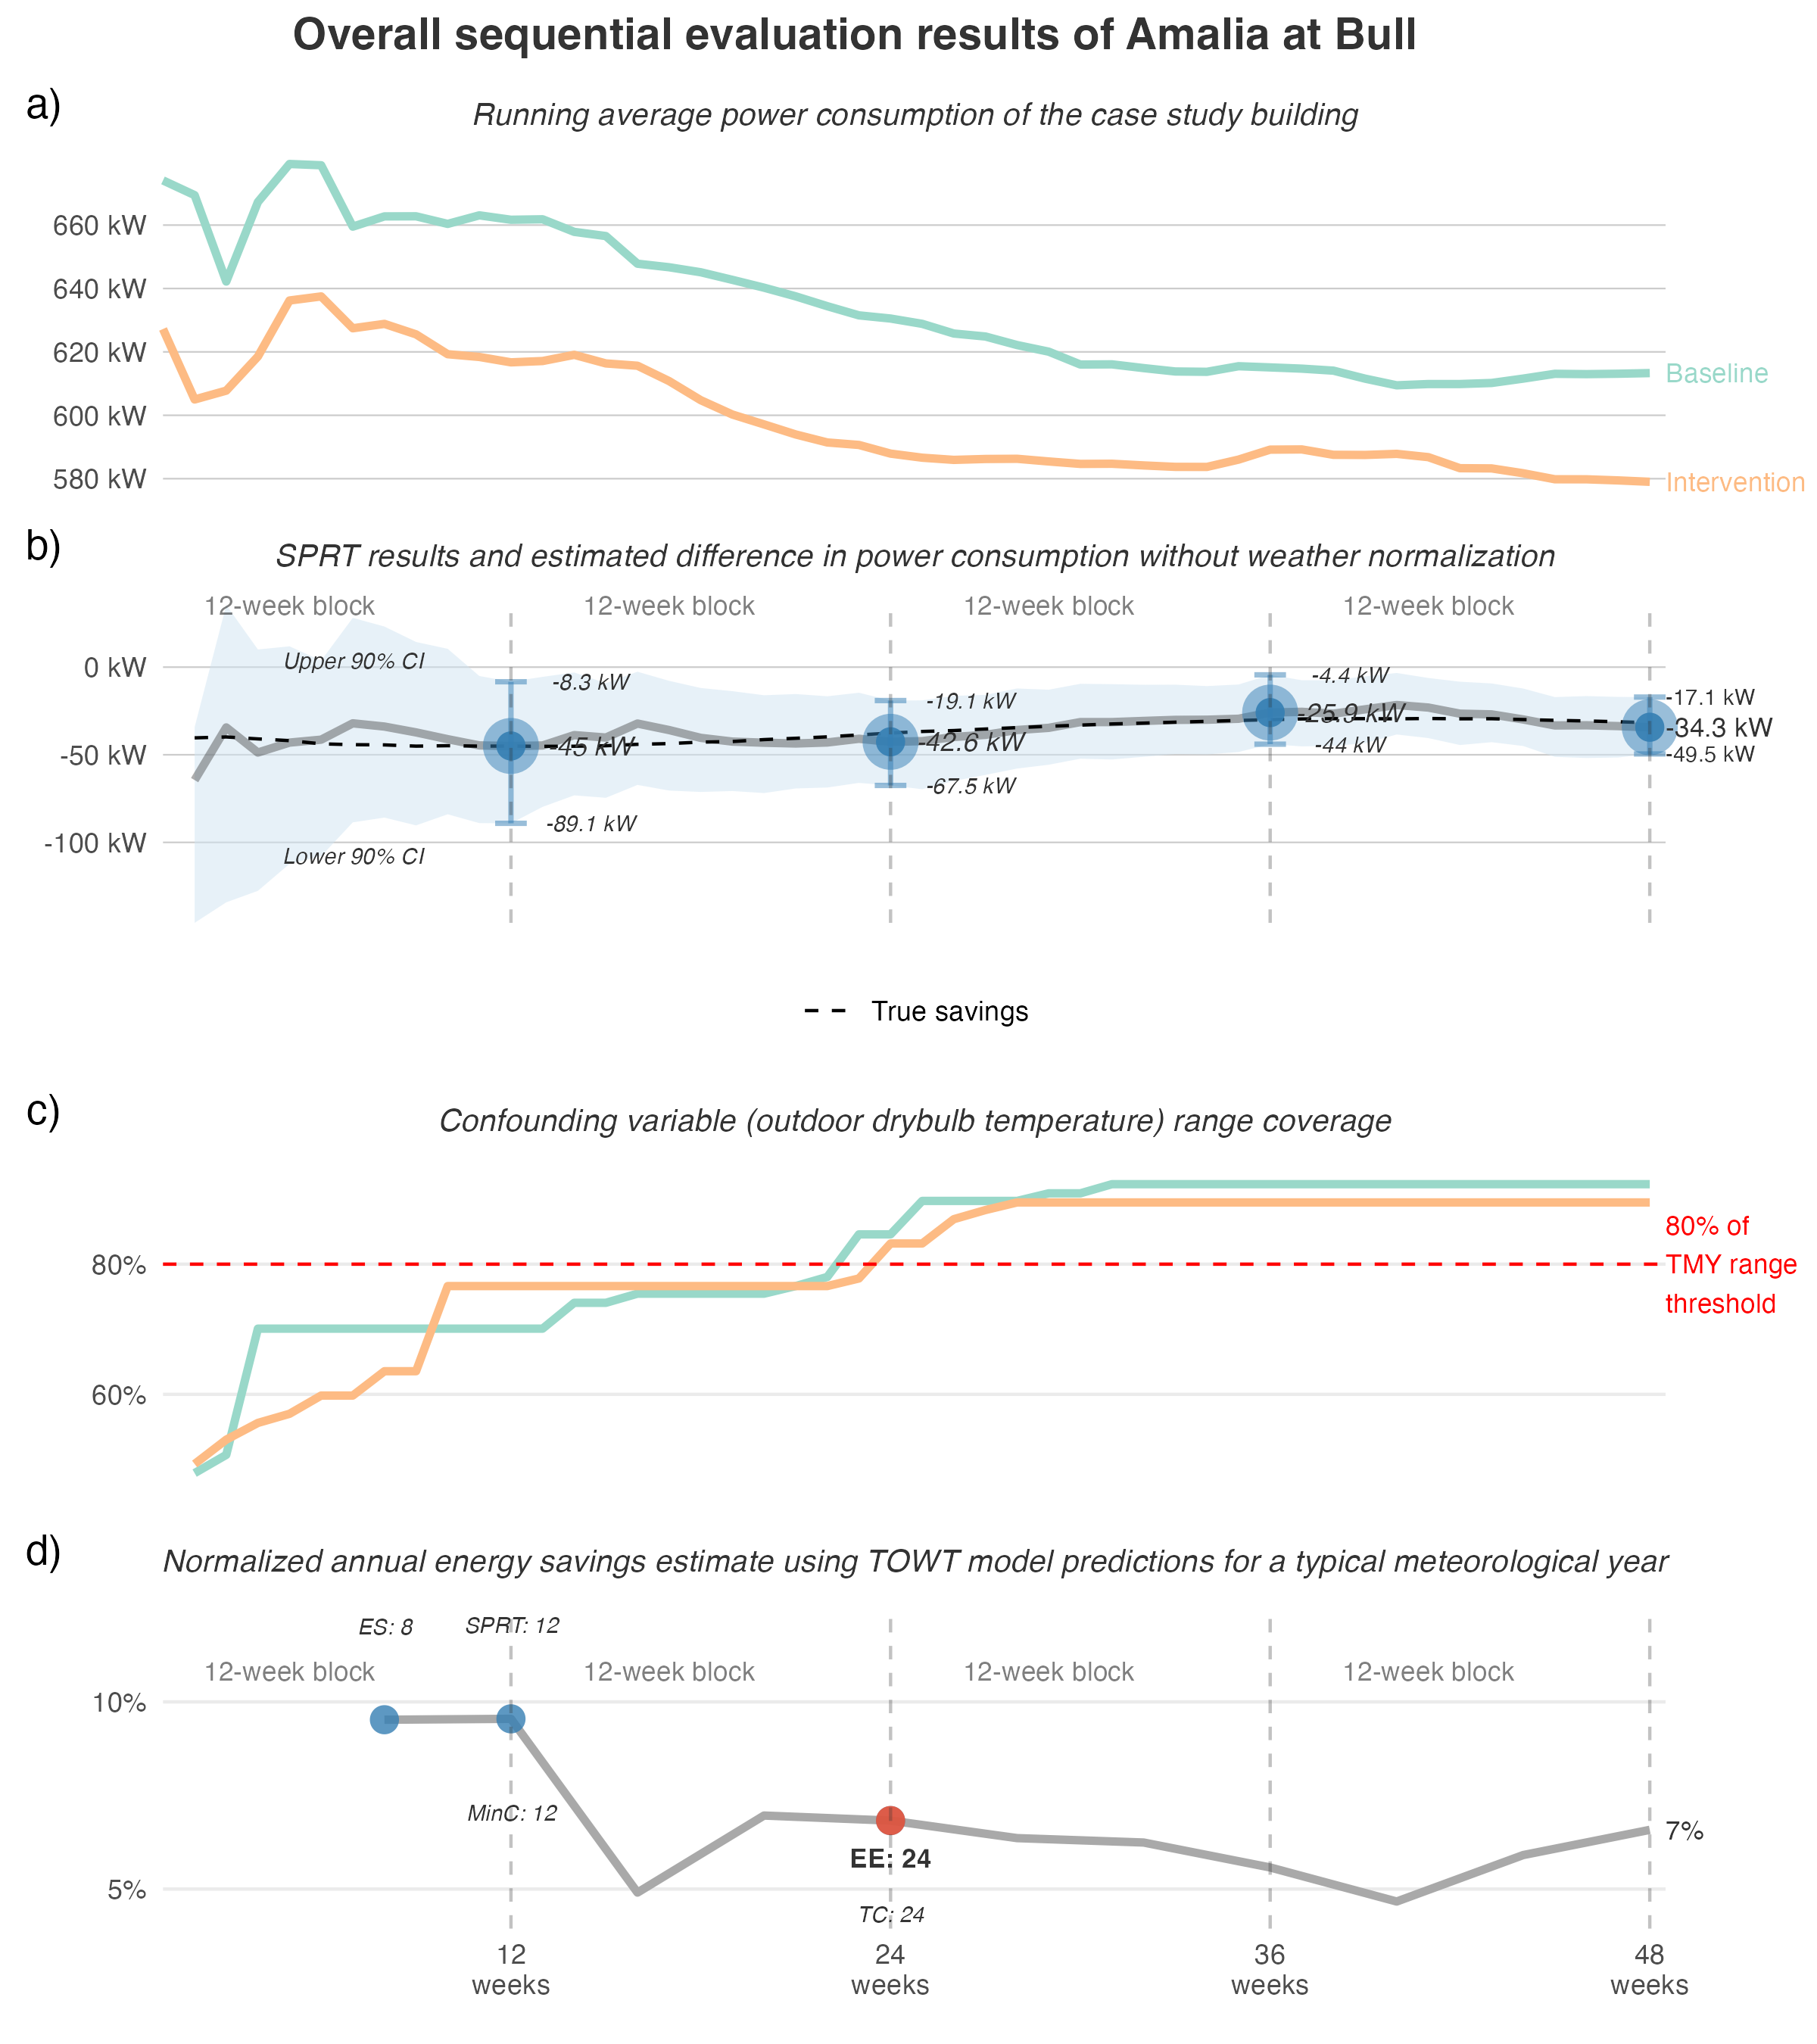 Overall sequential evaluation results of Amalia at Bull
a)
Running average power consumption of the case study building
660 kW
640 kW
620 kW
600 kW
580 kW
Baseline
Intervention
b)
SPRT results and estimated difference in power consumption without weather normalization
12-week block
12-week block
12-week block
12-week block
0 kW
-50 kW
-100 kW
Upper 90% CI
Lower 90% CI
-8.3 kW
-45 kW
-89.1 kW
-19.1 kW
-42.6 kW
-67.5 kW
-4.4 kW
-25.9 kW
-44 kW
-17.1 kW
-34.3 kW
-49.5 kW
True savings
c)
Confounding variable (outdoor drybulb temperature) range coverage
80%
60%
80% of
TMY range
threshold
d)
Normalized annual energy savings estimate using TOWT model predictions for a typical meteorological year
ES: 8
SPRT: 12
12-week block
12-week block
12-week block
12-week block
10%
5%
MinC: 12
EE: 24
TC: 24
7%
12
weeks
24
weeks
36
weeks
48
weeks